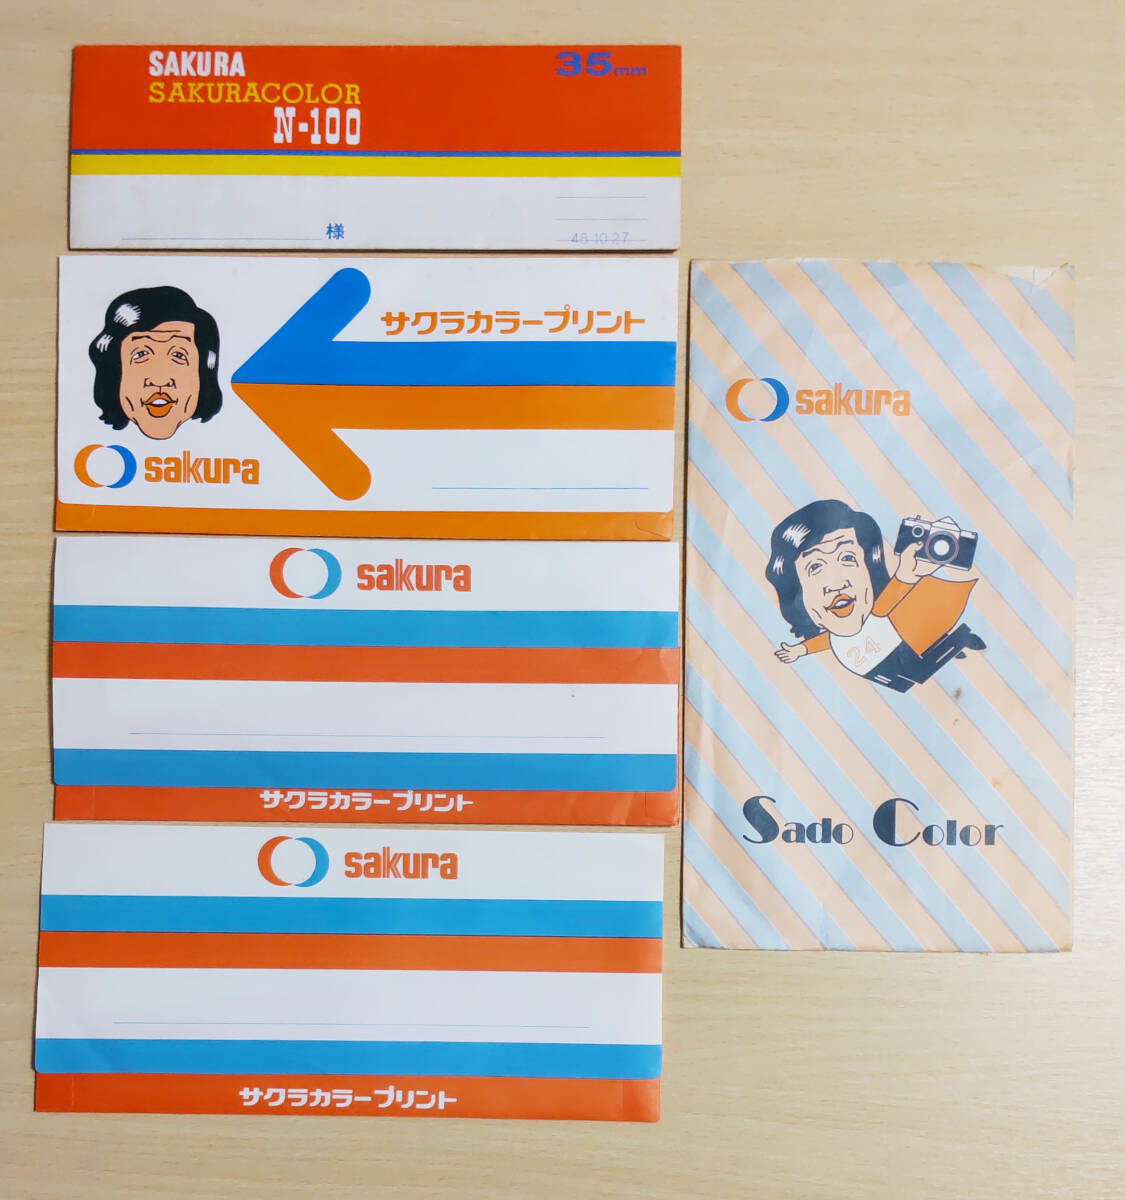 SAKURA
SAKURACOLOR
N-100
35mm
様
48.10.27
サクラカラープリント
sakura
sakura
サクラカラープリント
sakura
サクラカラープリント
sakura
24
Sado Color